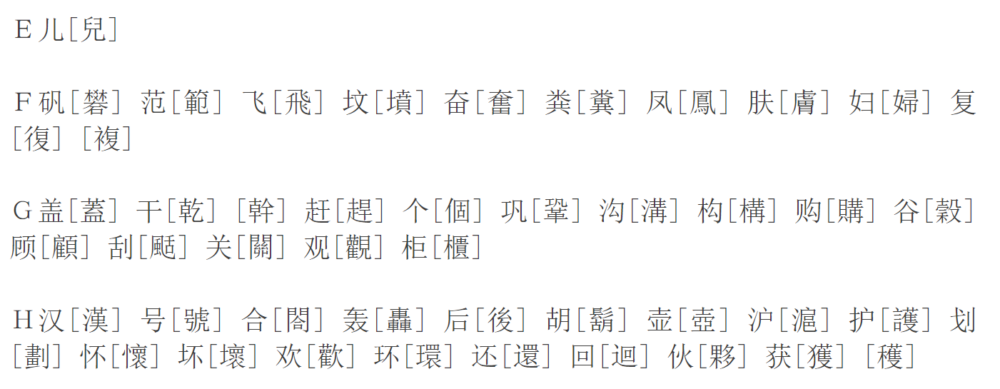 E儿[兒]
F矾[礬] 范[範] 飞[飛] 坟[墳] 奋[奮] 粪[糞] 凤[鳳] 肤[膚] 妇[婦] 复
[復] [複]
G盖[蓋] 干[乾] [幹] 赶[趕] 个[個] 巩[鞏] 沟[溝] 构[構] 购[購] 谷[穀]
顾[顧] 刮[颳] 关[關] 观[觀] 柜[櫃]
H汉[漢] 号[號] 合[閤] 轰[轟] 后[後] 胡[鬍] 壶[壺] 沪[滬] 护[護] 划
[劃] 怀[懷] 坏[壞] 欢[歡] 环[環] 还[還] 回[迴] 伙[夥] 获[獲] [穫]